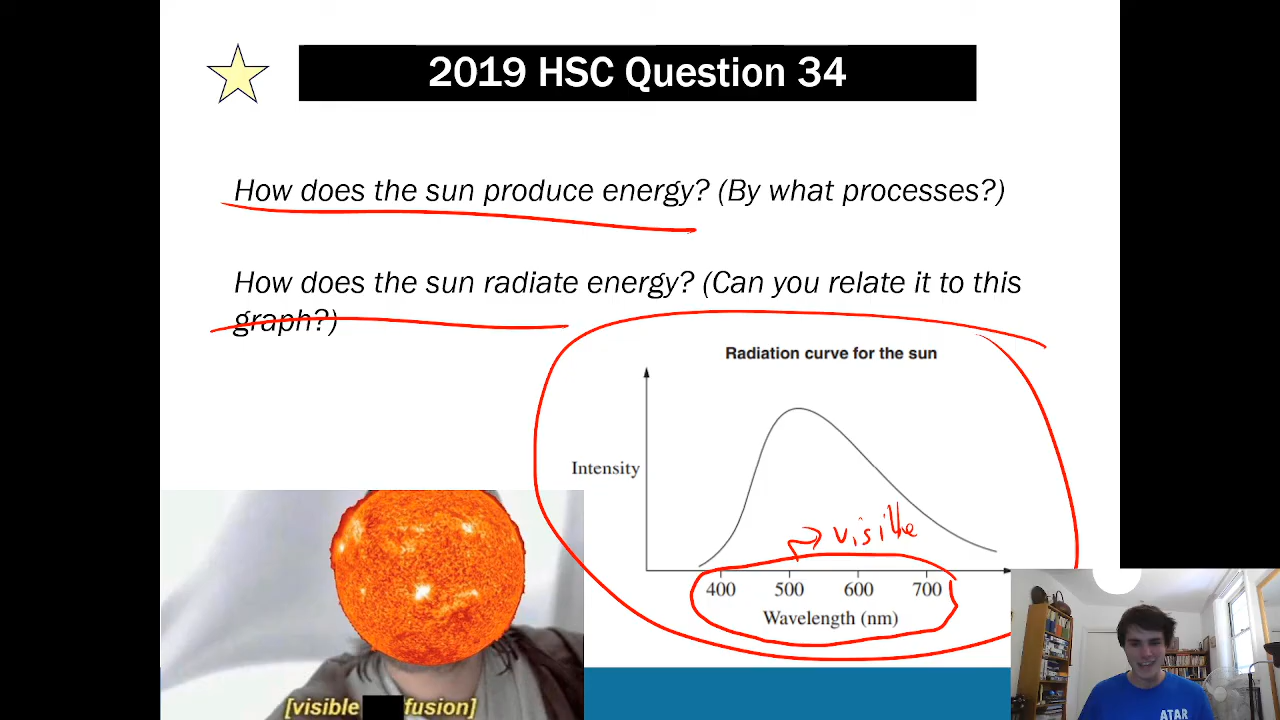 2019 HSC Question 34
How does the sun produce energy? (By what processes?)
How does the sun radiate energy? (Can you relate it to this
graph?)
Radiation curve for the sun
Intensity
visible
400 500 600 700
Wavelength (nm)
[visible fusion]
ATAR